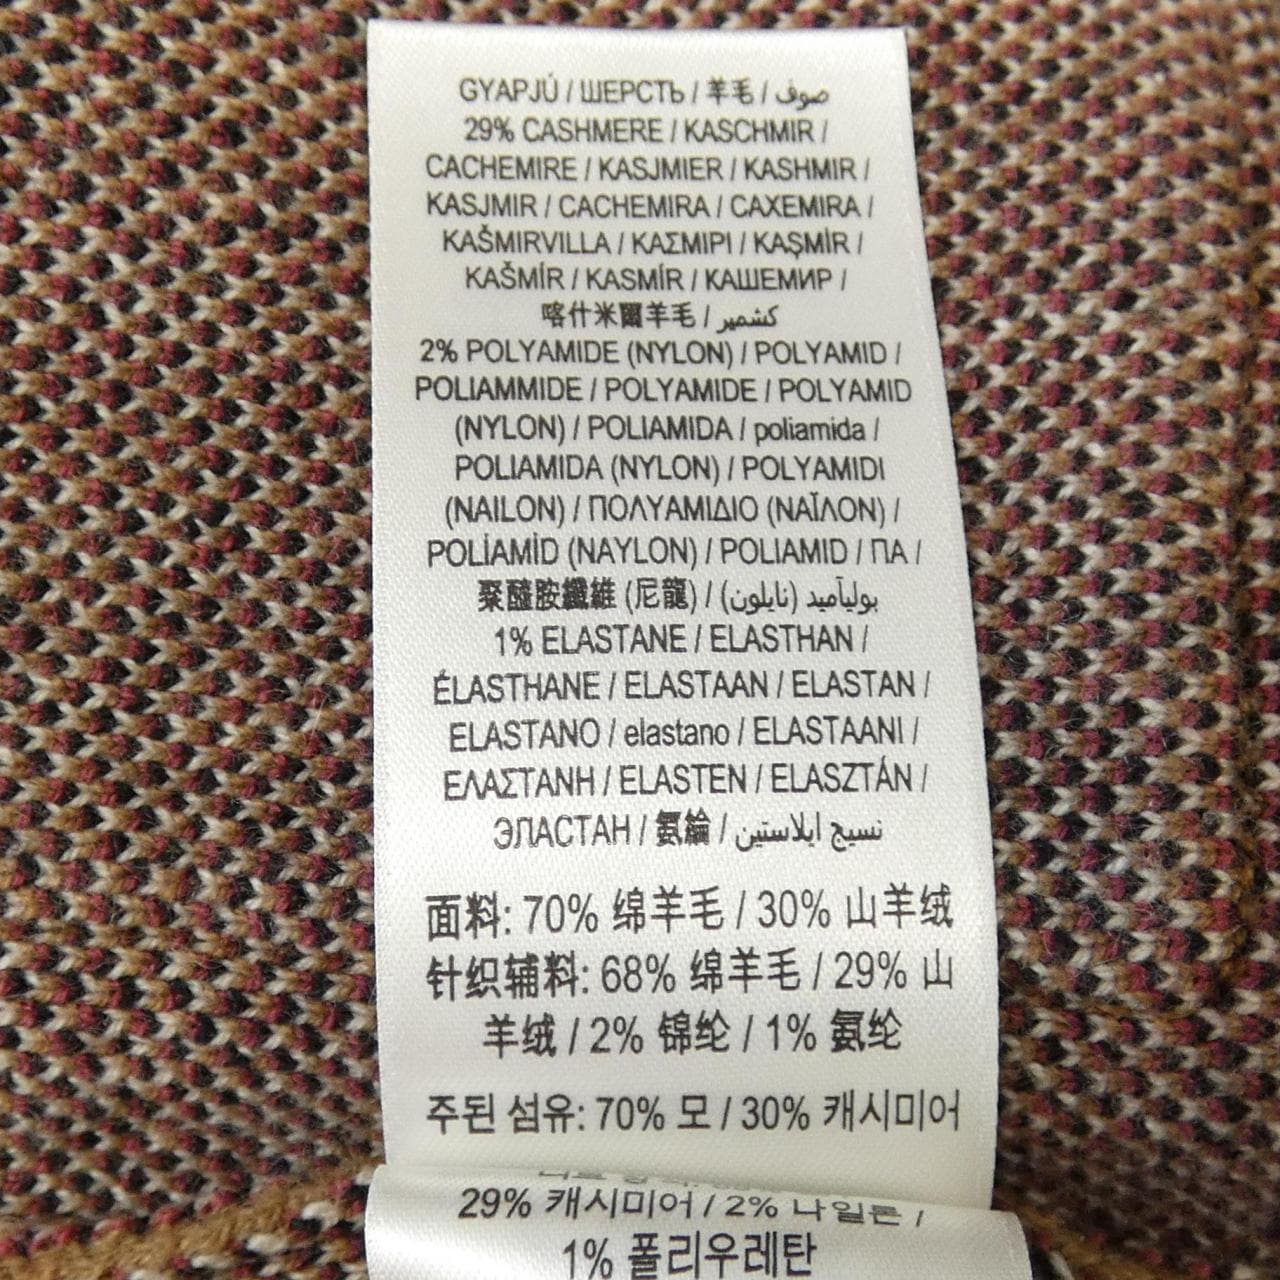 GYAPJÚ / ШЕРСТЬ / 羊毛 / صوف
29% CASHMERE / KASCHMIR /
CACHEMIRE / KASJMIER / KASHMIR /
KASJMIR / CACHEMIRA / CAXEMIRA /
KAŠMIRVILLA / ΚΑΣΜΙΡΙ / KAŞMİR /
KAŠMÍR / KASMÍR / КАШЕМИР /
喀什米爾羊毛 / كشمير
2% POLYAMIDE (NYLON) / POLYAMID /
POLIAMMIDE / POLYAMIDE / POLYAMID
(NYLON) / POLIAMIDA / poliamida /
POLIAMIDA (NYLON) / POLYAMIDI
(NAILON) / ΠΟΛΥΑΜΙΔΙΟ (ΝΑΪΛΟΝ) /
POLİAMİD (NAYLON) / POLIAMID / ПА /
聚醯胺纖維 (尼龍) / بوليآميد (نايلون)
1% ELASTANE / ELASTHAN /
ÉLASTHANE / ELASTAAN / ELASTAN /
ELASTANO / elastano / ELASTAANI /
ΕΛΑΣΤΑΝΗ / ELASTEN / ELASZTÁN /
ЭЛАСТАН / 氨綸 / نسيج ايلاستين
面料: 70% 绵羊毛 / 30% 山羊绒
针织辅料: 68% 绵羊毛 / 29% 山
羊绒 / 2% 锦纶 / 1% 氨纶
주된 섬유: 70% 모 / 30% 캐시미어
29% 캐시미어 / 2% 나일론 /
1% 폴리우레탄